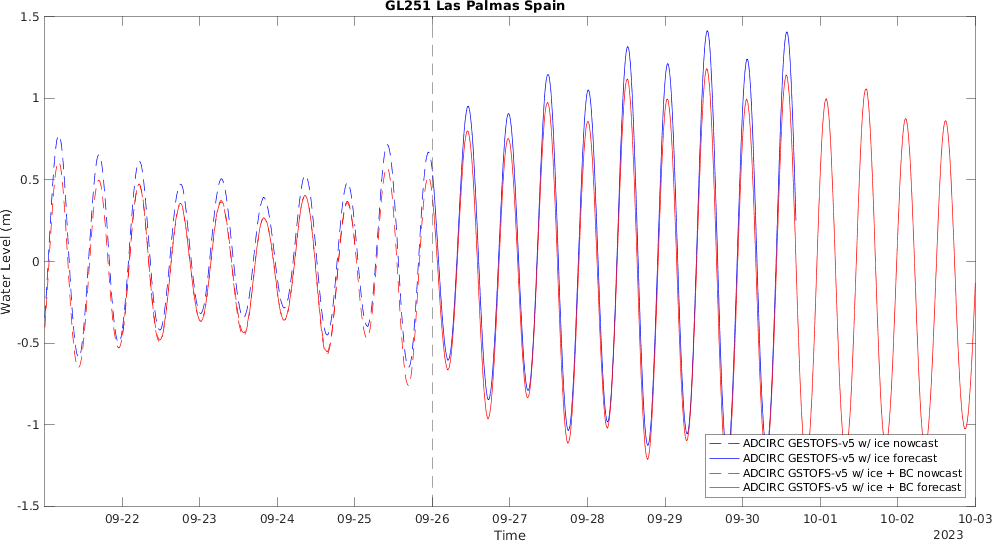 GL251 Las Palmas Spain
1.5
1
0.5
0
-0.5
-1
-1.5
Water Level (m)
09-22 09-23 09-24 09-25 09-26 09-27 09-28 09-29 09-30 10-01 10-02 10-03
2023
Time
ADCIRC GESTOFS-v5 w/ ice nowcast
ADCIRC GESTOFS-v5 w/ ice forecast
ADCIRC GSTOFS-v5 w/ ice + BC nowcast
ADCIRC GSTOFS-v5 w/ ice + BC forecast